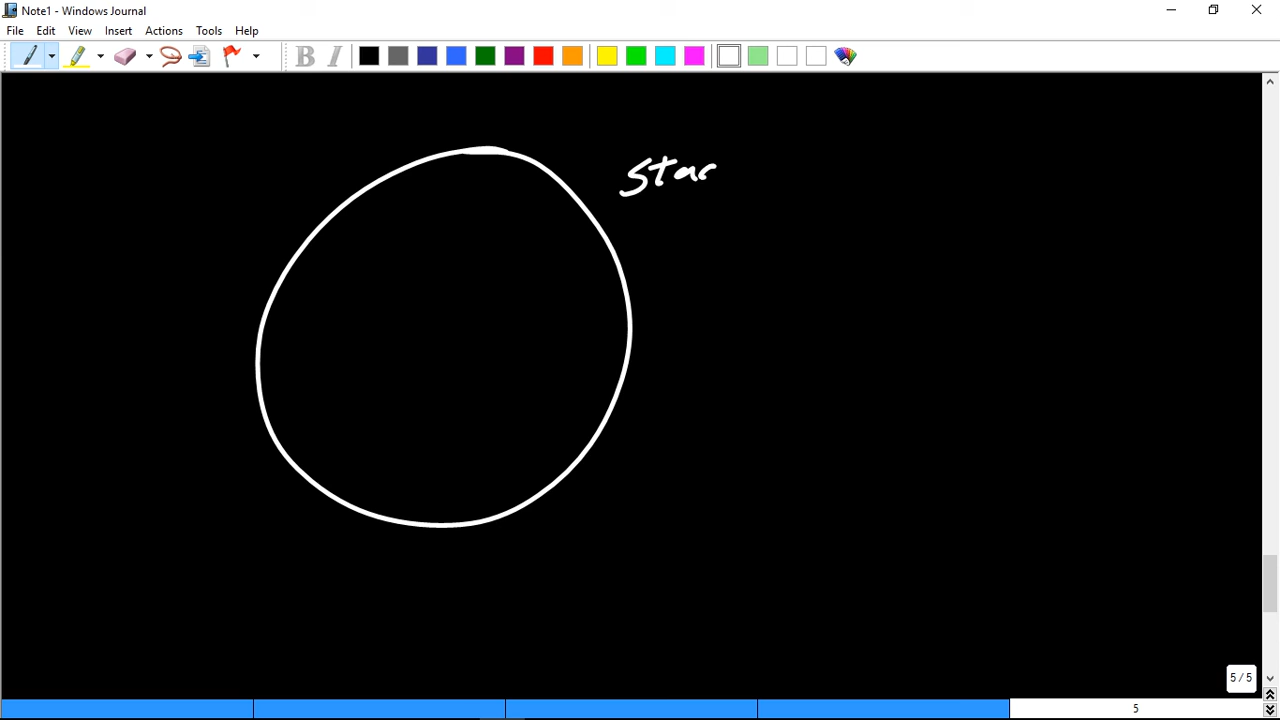 Note1 - Windows Journal
File Edit View Insert Actions Tools Help
B I
Star
5 / 5
5